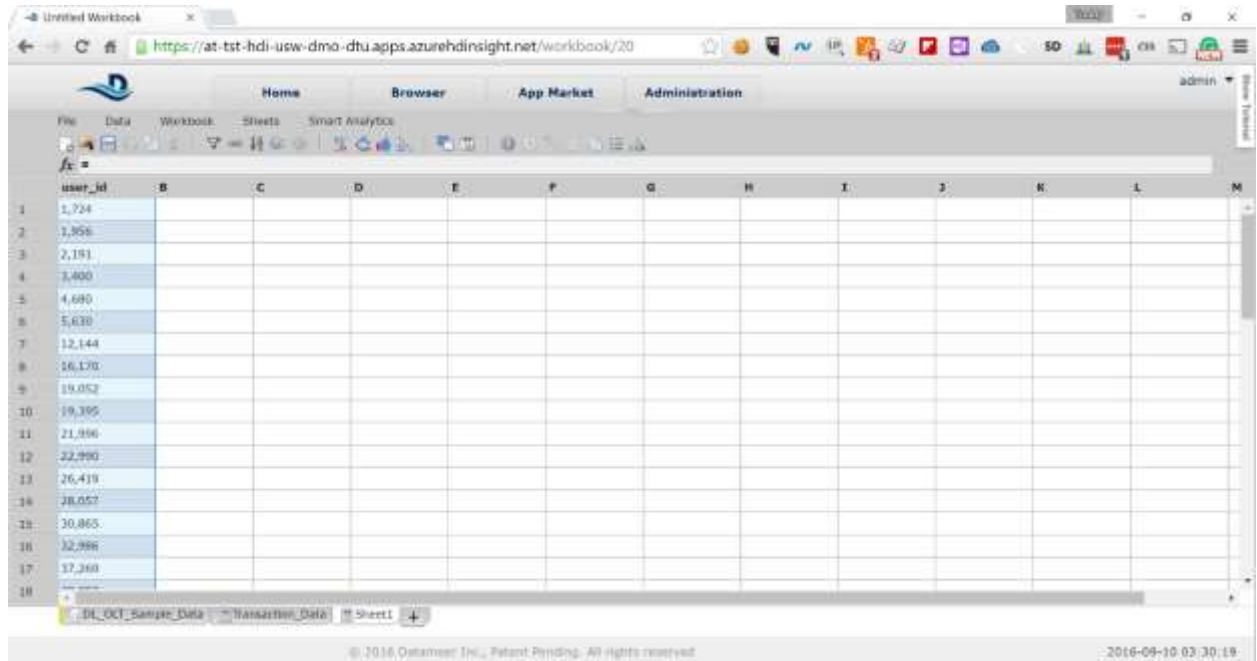 Untitled Workbook
https://at-tst-hdi-usw-dmo-dtu.apps.azurehdinsight.net/workbook/20
SD
Home Browser App Market Administration
admin
Show Tutorial
File Data Workbook Sheets Smart Analytics
fx =
user_id B C D E F G H I J K L M
1 1,724
2 1,956
3 2,191
4 3,400
5 4,680
6 5,630
7 12,144
8 16,170
9 19,052
10 19,395
11 21,996
12 22,990
13 26,419
14 28,057
15 30,865
16 32,986
17 37,260
18
DL_OCT_Sample_Data Transaction_Data Sheet1 +
© 2016 Datameer Inc., Patent Pending. All rights reserved
2016-09-10 03:30:19